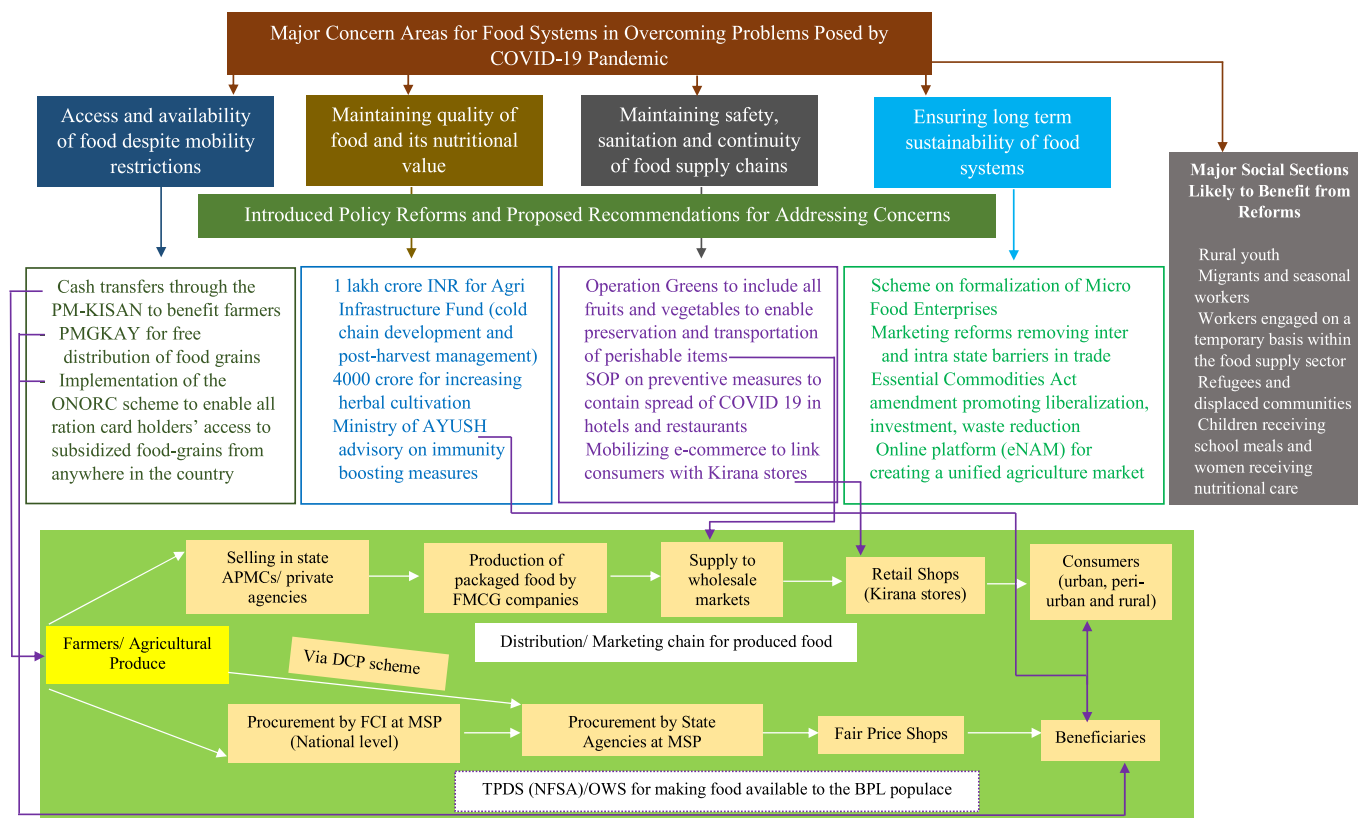 Major Concern Areas for Food Systems in Overcoming Problems Posed by
COVID-19 Pandemic
Access and availability
of food despite mobility
restrictions
Maintaining quality of
food and its nutritional
value
Maintaining safety,
sanitation and continuity
of food supply chains
Ensuring long term
sustainability of food
systems
Major Social Sections
Likely to Benefit from
Reforms
Rural youth
Migrants and seasonal
workers
Workers engaged on a
temporary basis within
the food supply sector
Refugees and
displaced communities
Children receiving
school meals and
women receiving
nutritional care
Introduced Policy Reforms and Proposed Recommendations for Addressing Concerns
Cash transfers through the
PM-KISAN to benefit farmers
PMGKAY for free
distribution of food grains
Implementation of the
ONORC scheme to enable all
ration card holders' access to
subsidized food-grains from
anywhere in the country
1 lakh crore INR for Agri
Infrastructure Fund (cold
chain development and
post-harvest management)
4000 crore for increasing
herbal cultivation
Ministry of AYUSH
advisory on immunity
boosting measures
Operation Greens to include all
fruits and vegetables to enable
preservation and transportation
of perishable items
SOP on preventive measures to
contain spread of COVID 19 in
hotels and restaurants
Mobilizing e-commerce to link
consumers with Kirana stores
Scheme on formalization of Micro
Food Enterprises
Marketing reforms removing inter
and intra state barriers in trade
Essential Commodities Act
amendment promoting liberalization,
investment, waste reduction
Online platform (eNAM) for
creating a unified agriculture market
Selling in state
APMCs/ private
agencies
Production of
packaged food by
FMCG companies
Supply to
wholesale
markets
Retail Shops
(Kirana stores)
Consumers
(urban, peri-
urban and rural)
Distribution/ Marketing chain for produced food
Farmers/ Agricultural
Produce
Via DCP scheme
Procurement by FCI at MSP
(National level)
Procurement by State
Agencies at MSP
Fair Price Shops
Beneficiaries
TPDS (NFSA)/OWS for making food available to the BPL populace